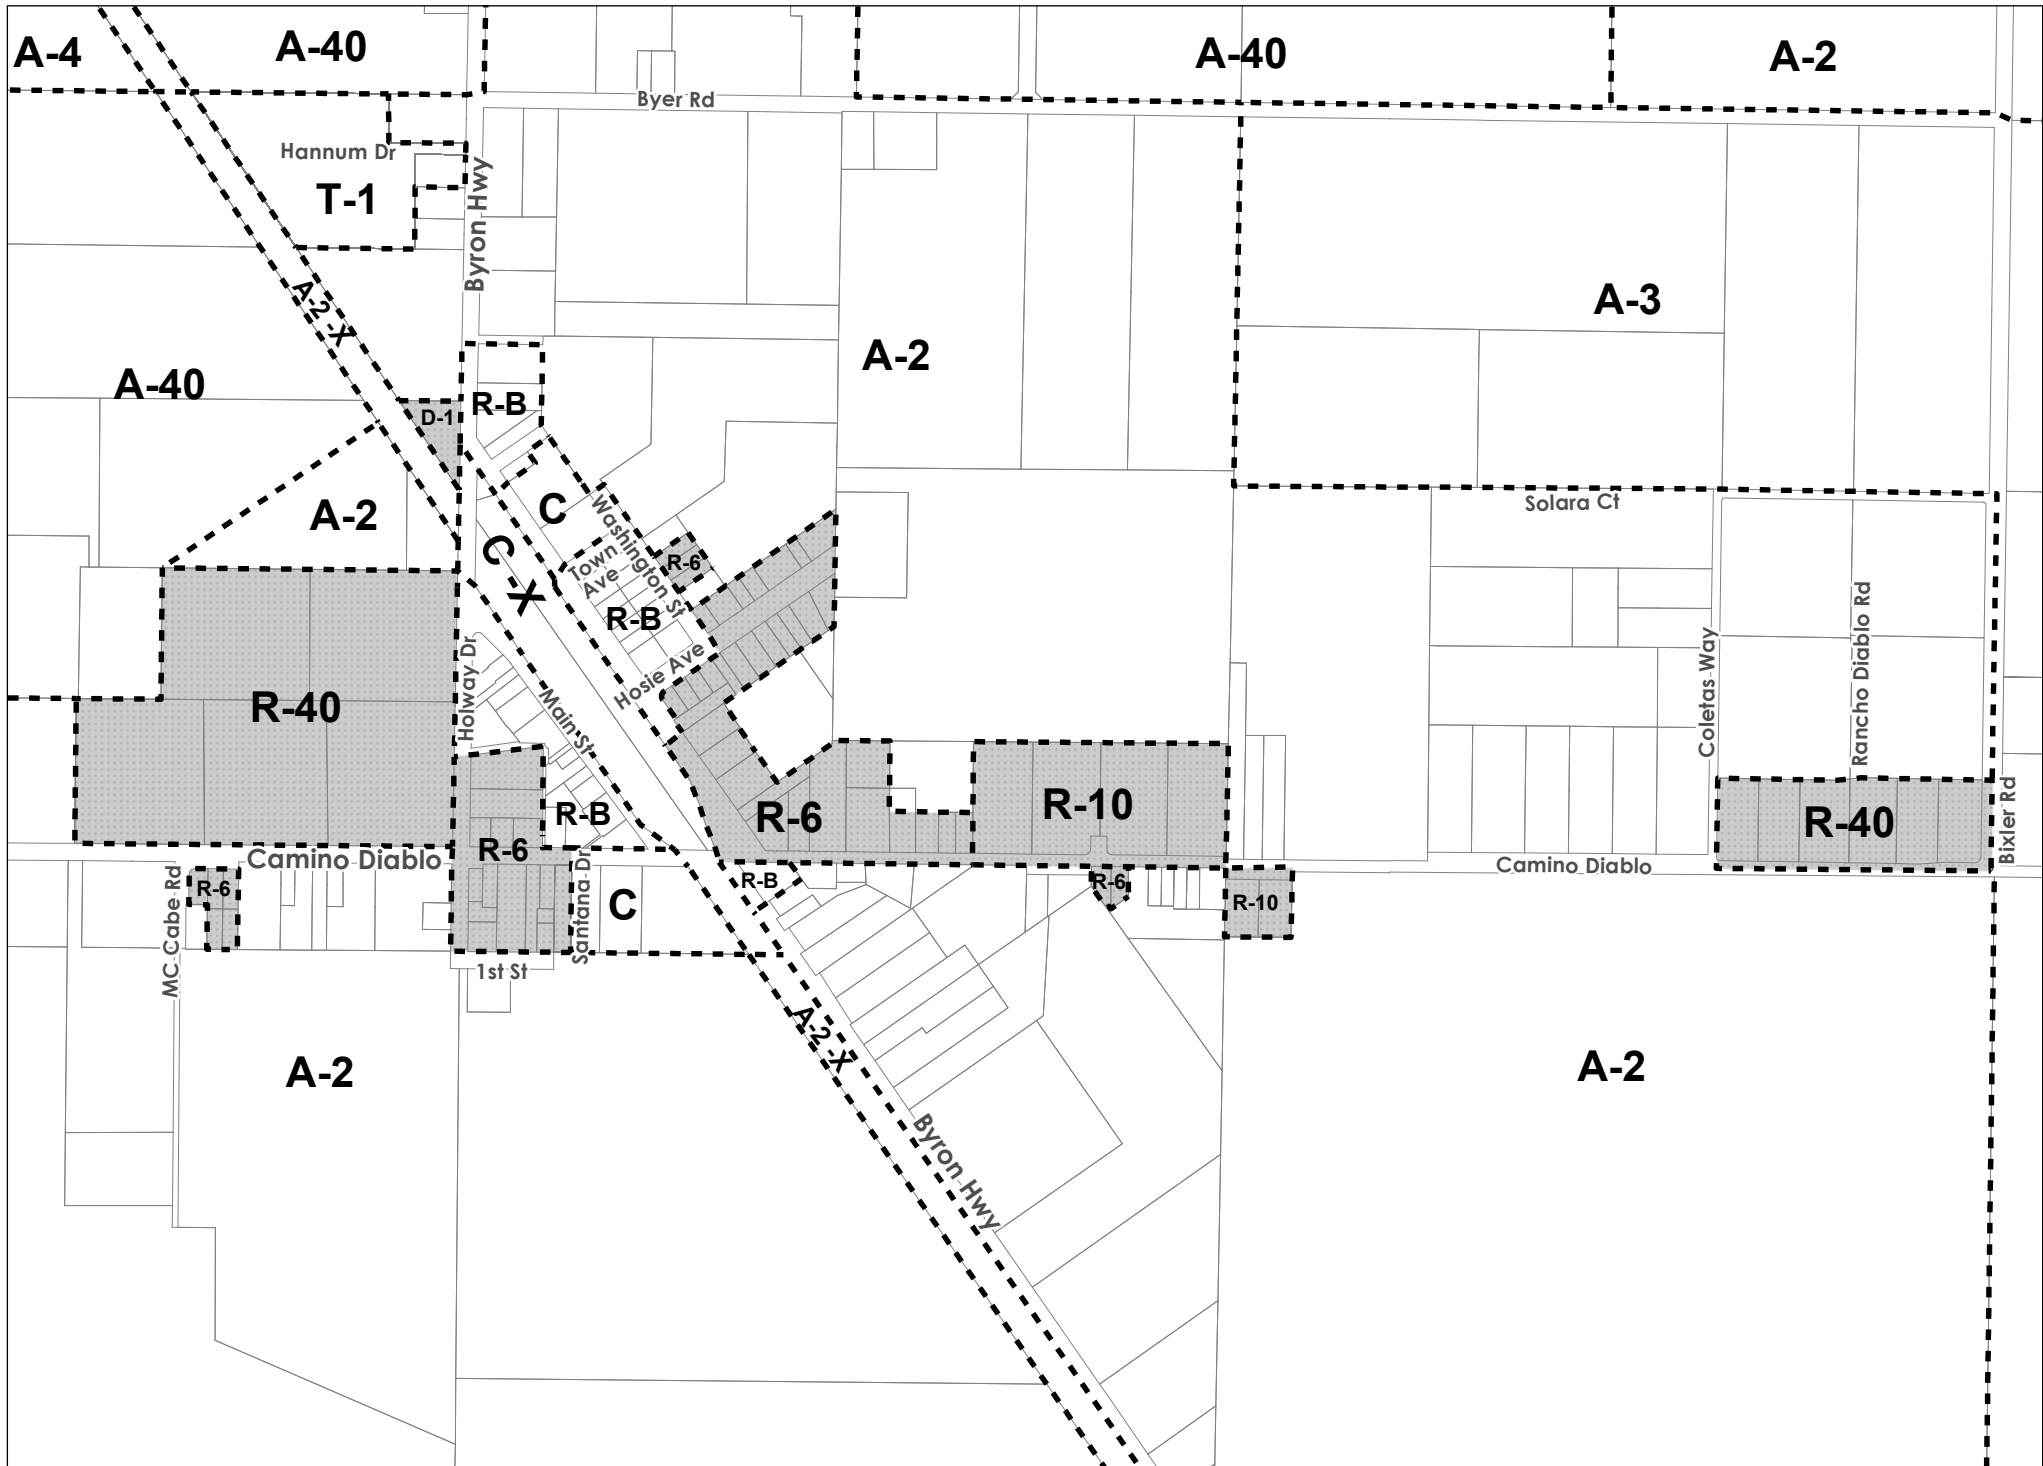 A-4
A-40
A-40
A-2
Byer Rd
Hannum Dr
T-1
Byron Hwy
A-2 -X
A-3
A-2
A-40
D-1
R-B
A-2
C
Solara Ct
Washington St
C - X
Town
Ave
R-6
R-B
Hosie Ave
Holway Dr
Main St
Coletas Way
Rancho Diablo Rd
R-40
R-B
R-6
R-10
R-40
Bixler Rd
R-6
Camino Diablo
Camino Diablo
MC Cabe Rd
R-6
Santana Dr
C
R-B
R-6
R-10
1st St
A-2 -X
A-2
A-2
Byron Hwy